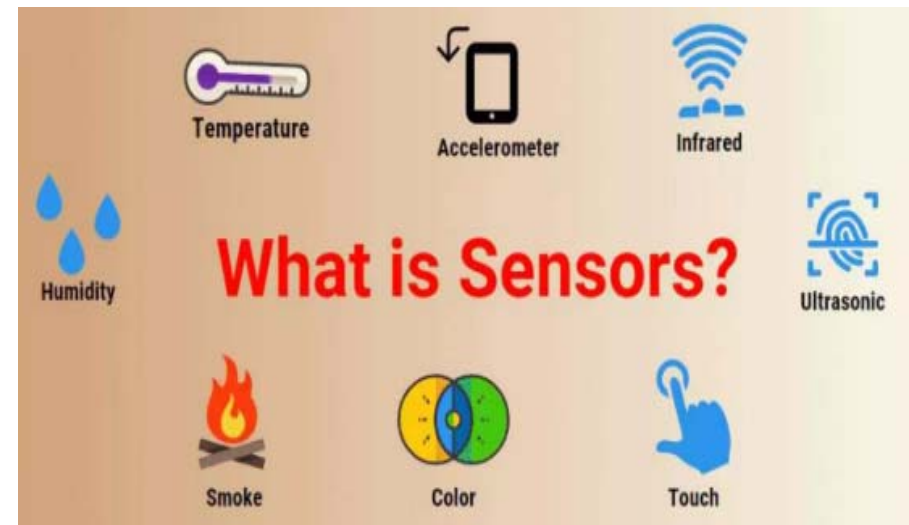 Temperature
Accelerometer
Infrared
Humidity
What is Sensors?
Ultrasonic
Smoke
Color
Touch